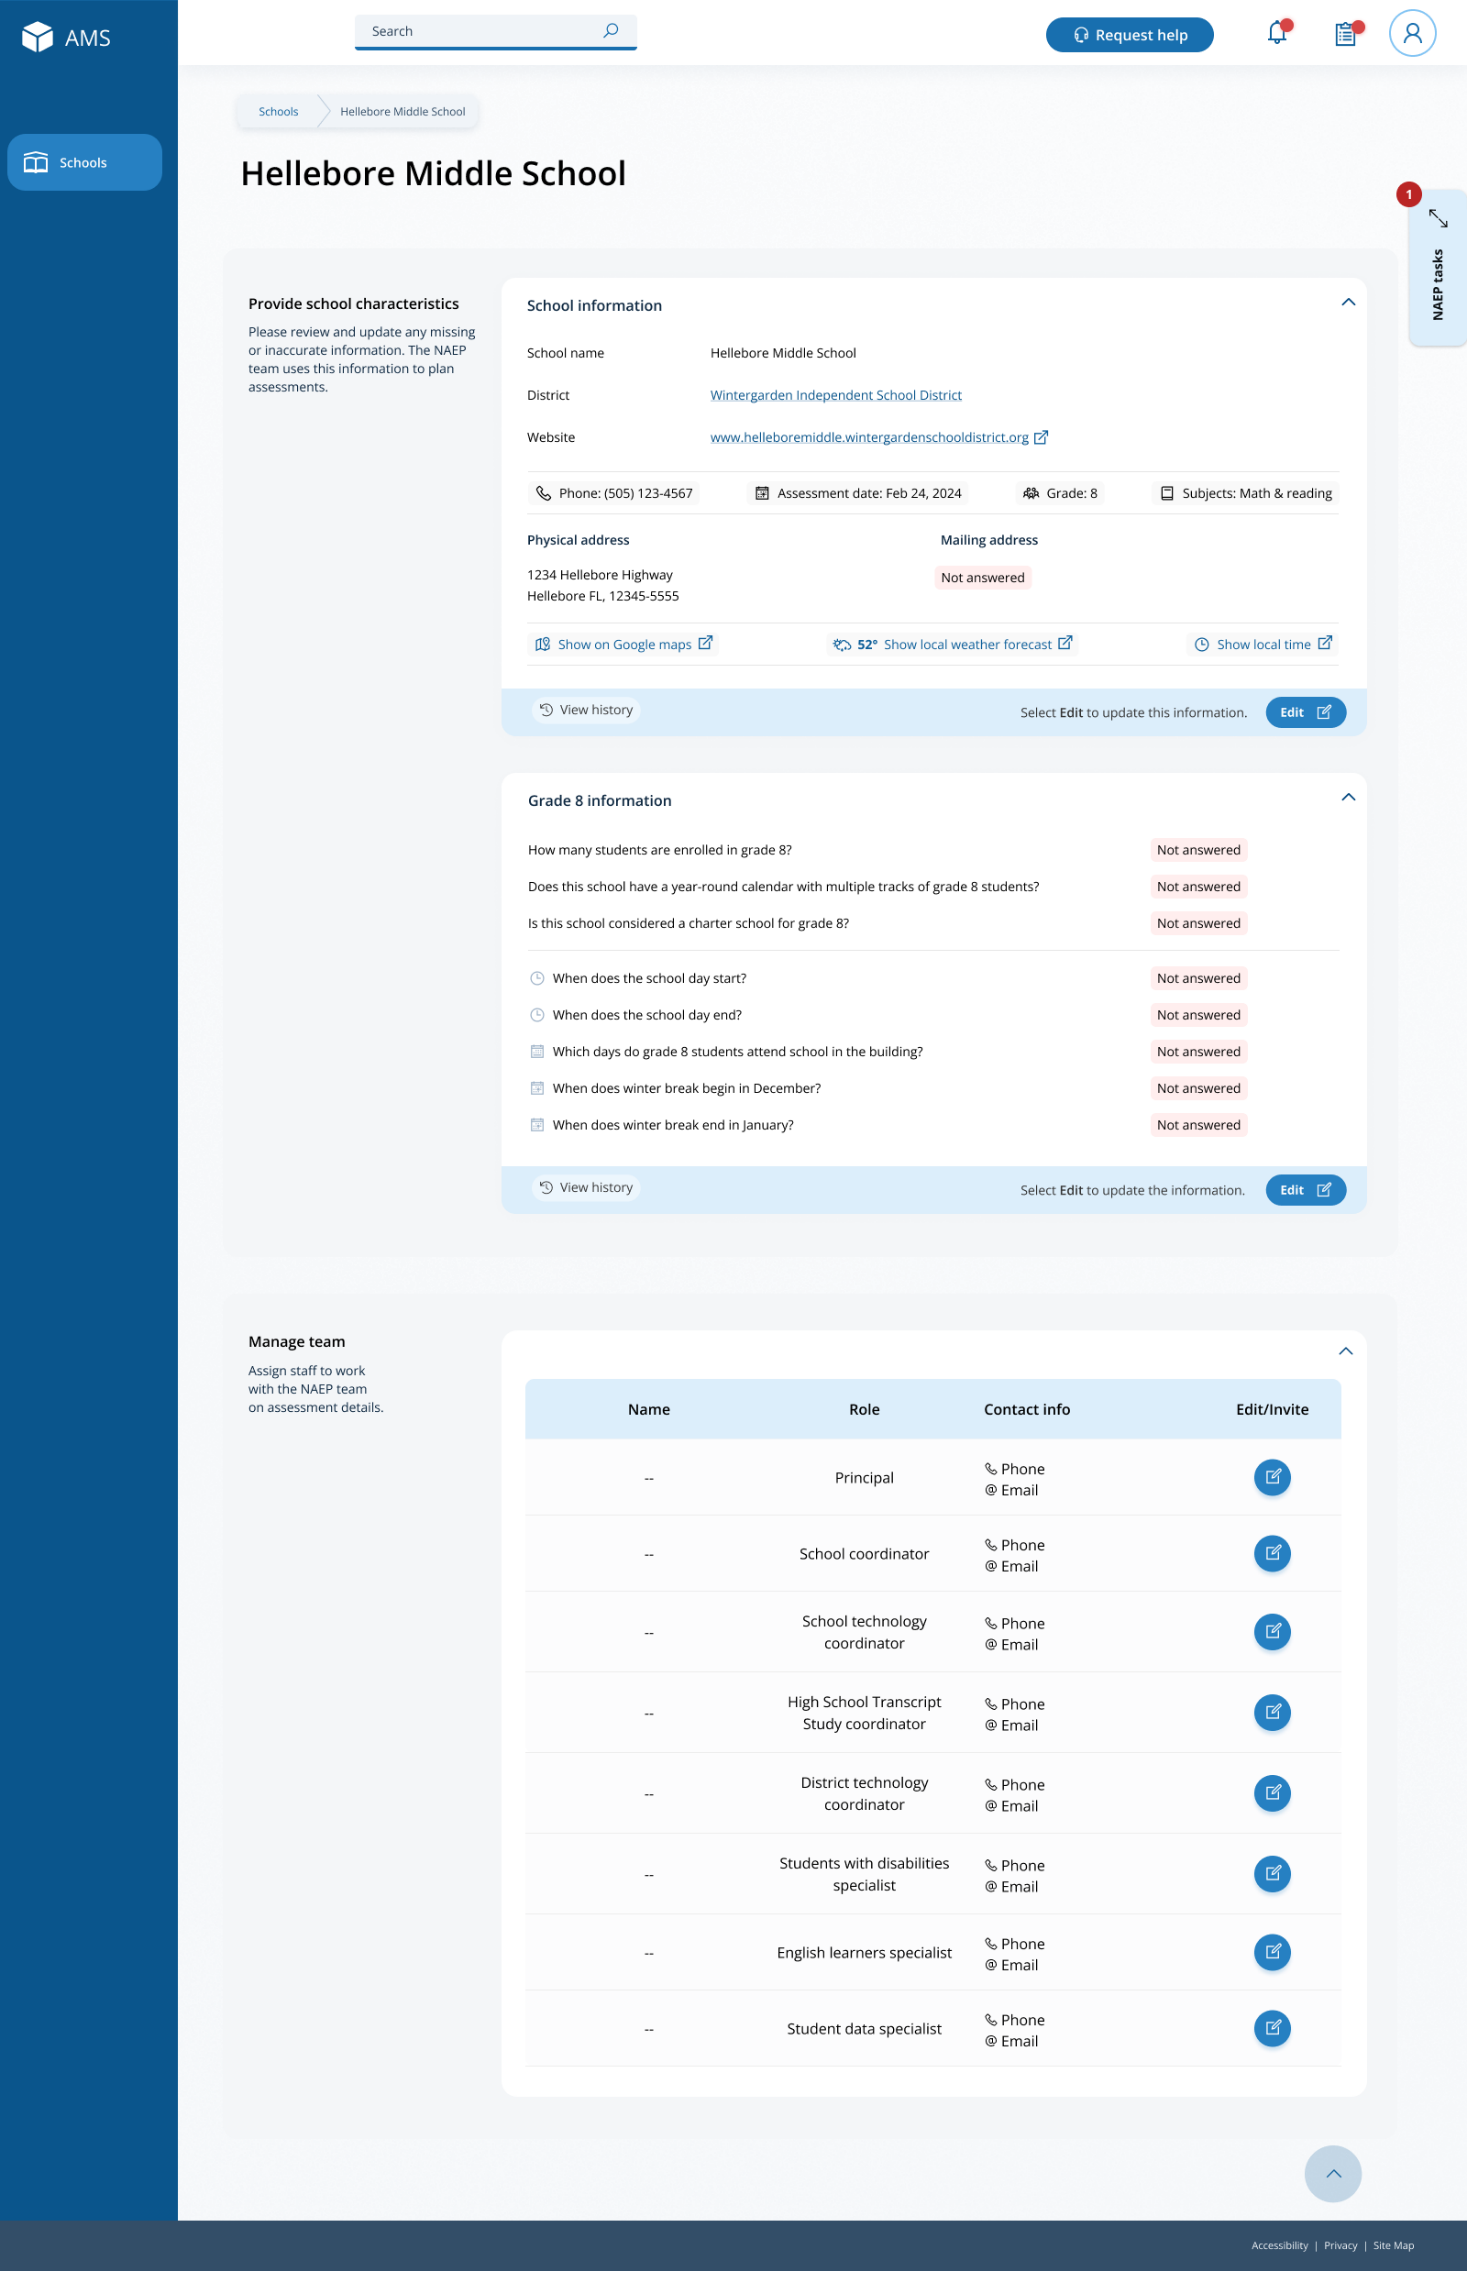 AMS
Search
Request help
Schools
Schools
Hellebore Middle School
Hellebore Middle School
1
NAEP tasks
Provide school characteristics
Please review and update any missing
or inaccurate information. The NAEP
team uses this information to plan
assessments.
School information
School name Hellebore Middle School
District Wintergarden Independent School District
Website www.helleboremiddle.wintergardenschooldistrict.org
Phone: (505) 123-4567 Assessment date: Feb 24, 2024 Grade: 8 Subjects: Math & reading
Physical address Mailing address
1234 Hellebore Highway Not answered
Hellebore FL, 12345-5555
Show on Google maps 52° Show local weather forecast Show local time
View history Select Edit to update this information. Edit
Grade 8 information
How many students are enrolled in grade 8? Not answered
Does this school have a year-round calendar with multiple tracks of grade 8 students? Not answered
Is this school considered a charter school for grade 8? Not answered
When does the school day start? Not answered
When does the school day end? Not answered
Which days do grade 8 students attend school in the building? Not answered
When does winter break begin in December? Not answered
When does winter break end in January? Not answered
View history Select Edit to update the information. Edit
Manage team
Assign staff to work
with the NAEP team
on assessment details.
Name Role Contact info Edit/Invite
-- Principal Phone
@ Email
-- School coordinator Phone
@ Email
-- School technology
coordinator
Phone
@ Email
-- High School Transcript
Study coordinator
Phone
@ Email
-- District technology
coordinator
Phone
@ Email
-- Students with disabilities
specialist
Phone
@ Email
-- English learners specialist Phone
@ Email
-- Student data specialist Phone
@ Email
Accessibility | Privacy | Site Map